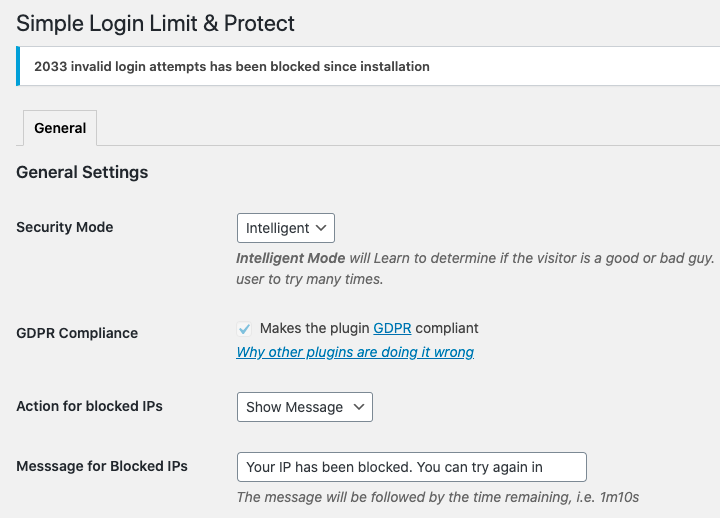 Simple Login Limit & Protect
2033 invalid login attempts has been blocked since installation
General
General Settings
Security Mode
Intelligent
Intelligent Mode will Learn to determine if the visitor is a good or bad guy.
user to try many times.
GDPR Compliance
Makes the plugin GDPR compliant
Why other plugins are doing it wrong
Action for blocked IPs
Show Message
Messsage for Blocked IPs
Your IP has been blocked. You can try again in
The message will be followed by the time remaining, i.e. 1m10s